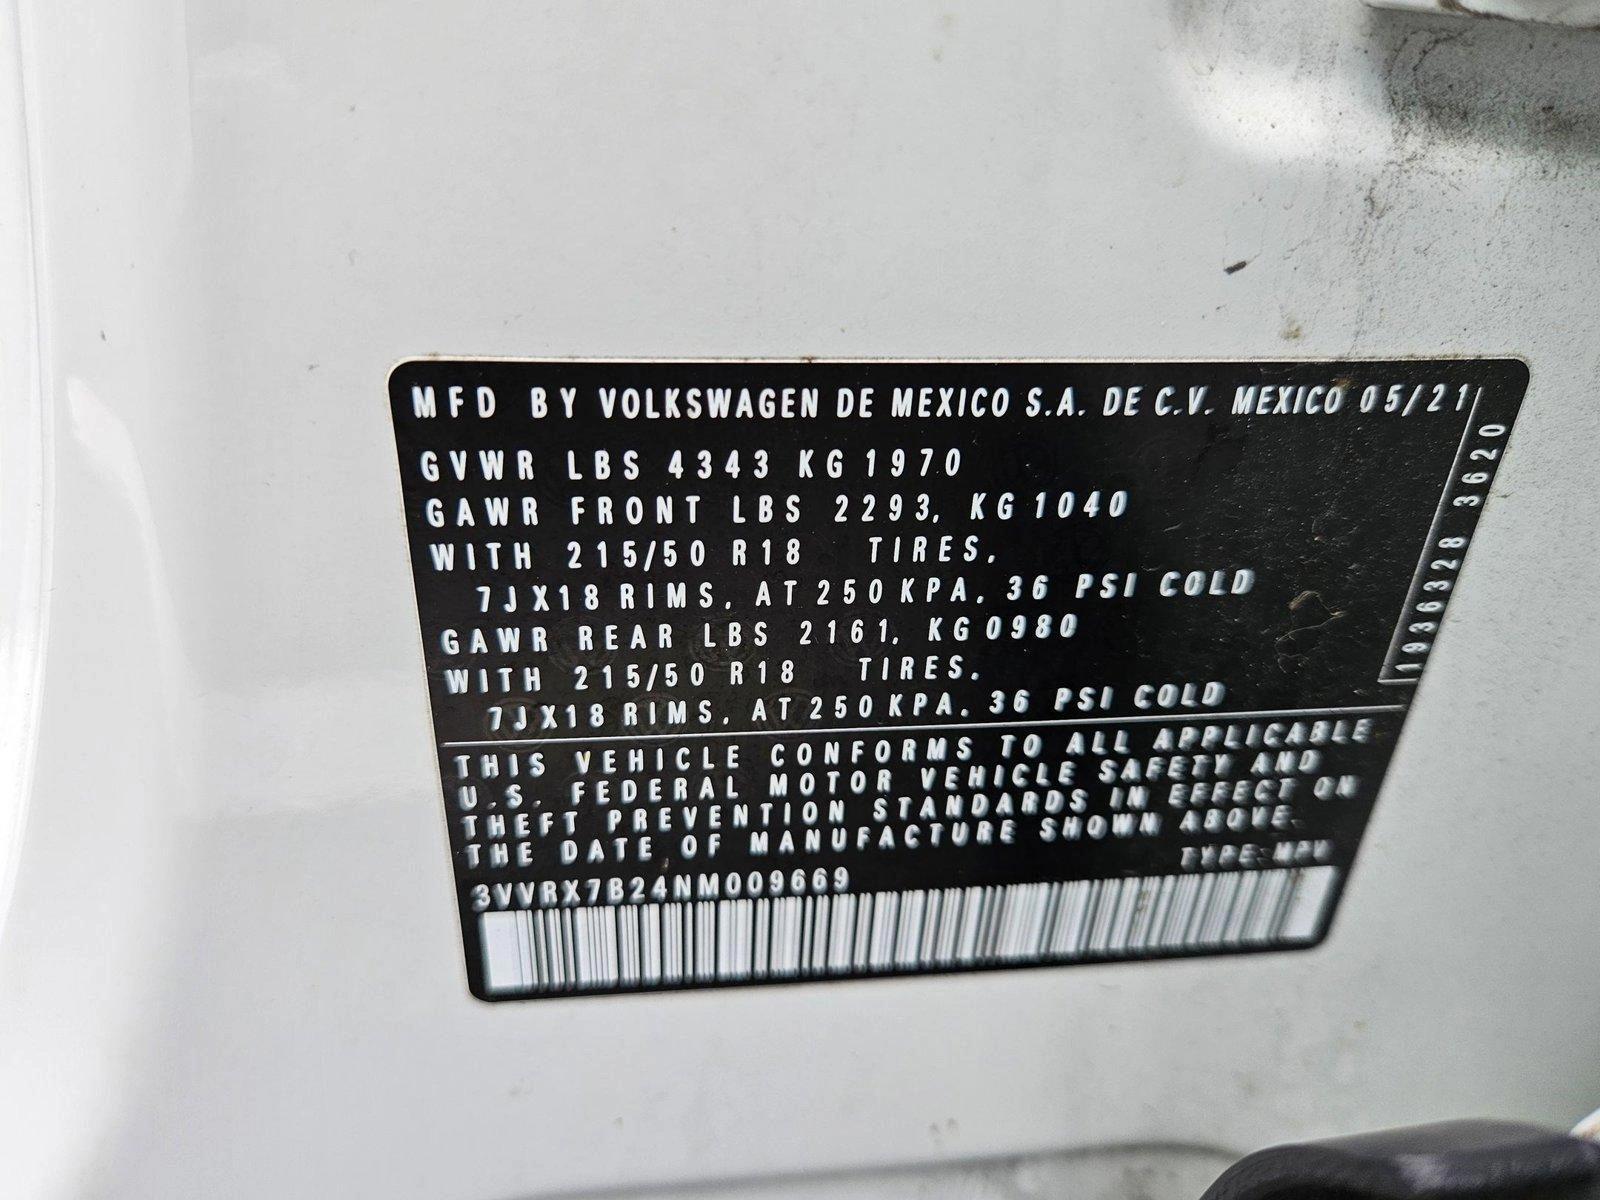 MFD BY VOLKSWAGEN DE MEXICO S.A. DE C.V. MEXICO 05/21
GVWR LBS 4343 KG 1970
GAWR FRONT LBS 2293, KG 1040
WITH 215/50 R18 TIRES,
7JX18 RIMS, AT 250 KPA, 36 PSI COLD
GAWR REAR LBS 2161, KG 0980
WITH 215/50 R18 TIRES,
7JX18 RIMS, AT 250 KPA, 36 PSI COLD
THIS VEHICLE CONFORMS TO ALL APPLICABLE
U.S. FEDERAL MOTOR VEHICLE SAFETY AND
THEFT PREVENTION STANDARDS IN EFFECT ON
THE DATE OF MANUFACTURE SHOWN ABOVE.
TYPE: MPV
3VVRX7B24NM009669
1936328 3620